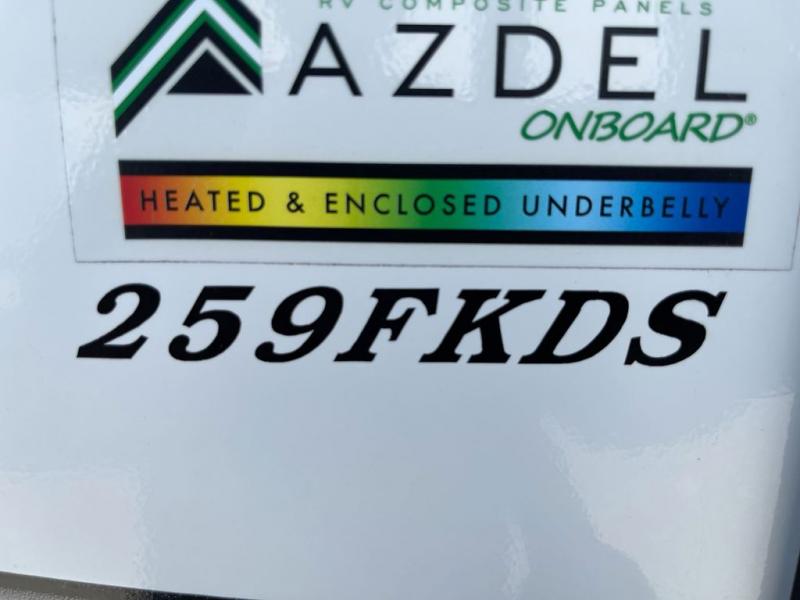 RV COMPOSITE PANELS
AZDEL
ONBOARD®
HEATED & ENCLOSED UNDERBELLY
259FKDS